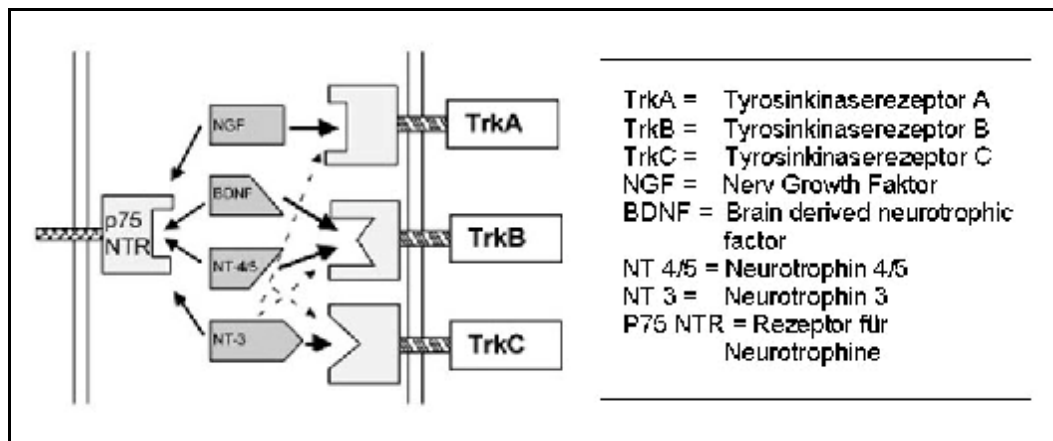 NGF
TrkA
BDNF
p75
NTR
TrkB
NT-4/5
NT-3
TrkC
TrkA = Tyrosinkinaserezeptor A
TrkB = Tyrosinkinaserezeptor B
TrkC = Tyrosinkinaserezeptor C
NGF = Nerv Growth Faktor
BDNF = Brain derived neurotrophic
factor
NT 4/5 = Neurotrophin 4/5
NT 3 = Neurotrophin 3
P75 NTR = Rezeptor für
Neurotrophine